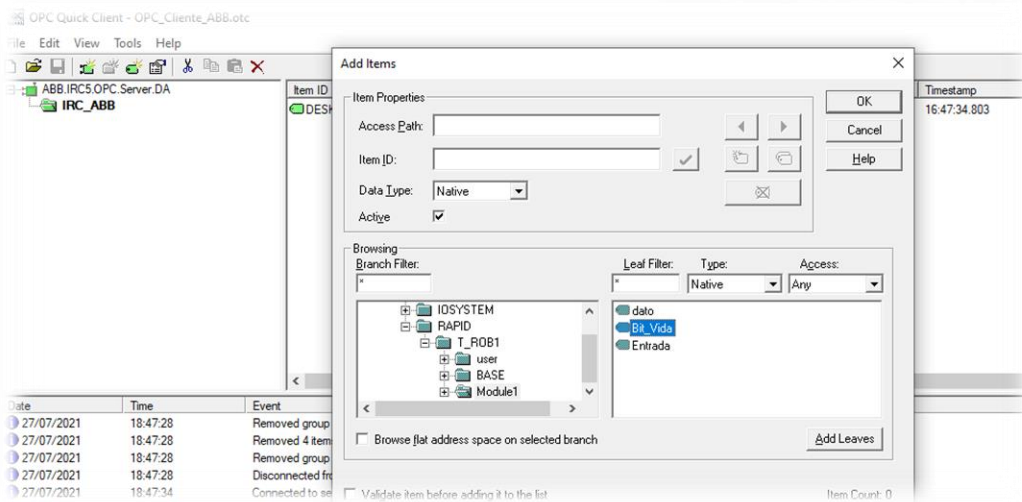 OPC Quick Client - OPC_Cliente_ABB.otc
File Edit View Tools Help
ABB.IRC5.OPC.Server.DA
IRC_ABB
Item ID
DESK
Timestamp
16:47:34.803
Add Items
Item Properties
Access Path:
Item ID:
Data Type: Native
Active
OK
Cancel
Help
Browsing
Branch Filter:
*
Leaf Filter: Type: Access:
* Native Any
IOSYSTEM
RAPID
T_ROB1
user
BASE
Module1
dato
Bit_Vida
Entrada
Browse flat address space on selected branch
Add Leaves
Validate item before adding it to the list
Item Count: 0
Date Time Event
27/07/2021 18:47:28 Removed group
27/07/2021 18:47:28 Removed 4 item
27/07/2021 18:47:28 Removed group
27/07/2021 18:47:28 Disconnected fro
27/07/2021 18:47:34 Connected to se